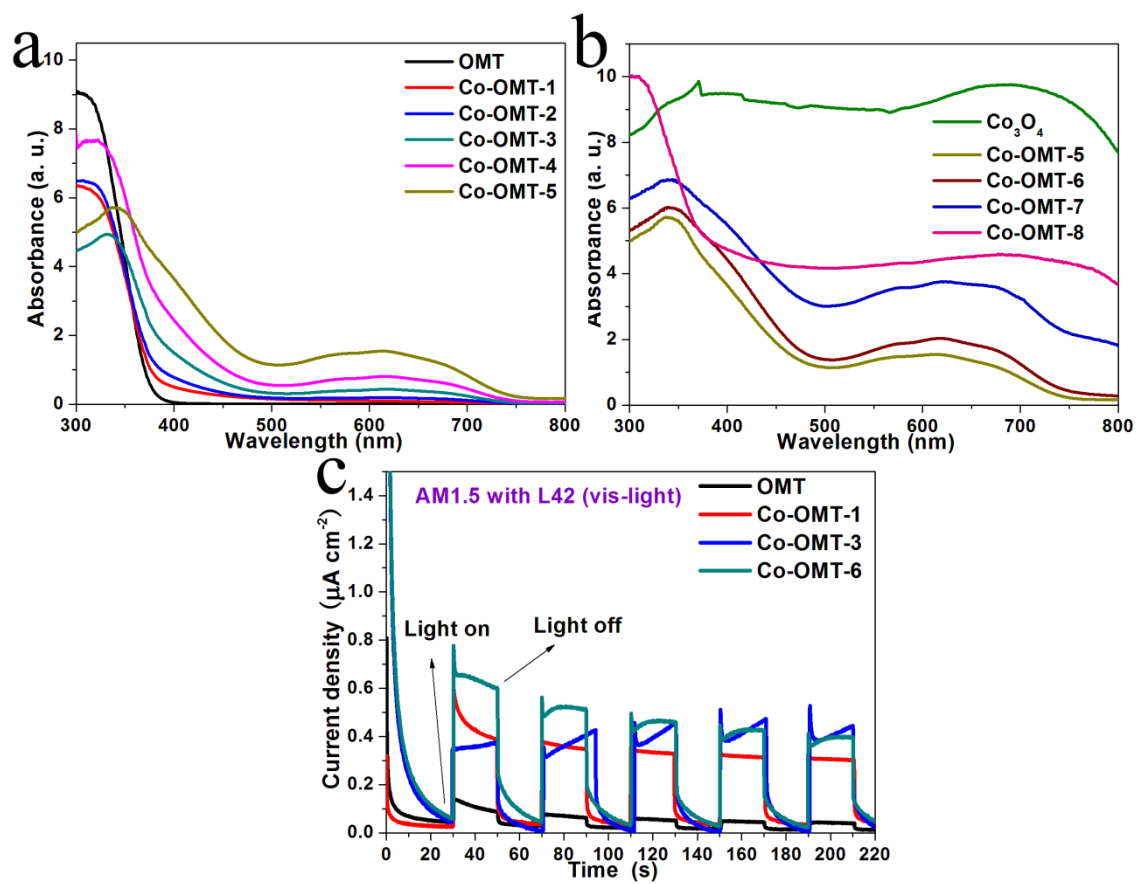 a
10
8
6
4
2
0
Absorbance (a. u.)
OMT
Co-OMT-1
Co-OMT-2
Co-OMT-3
Co-OMT-4
Co-OMT-5
300 400 500 600 700 800
Wavelength (nm)
b
10
8
6
4
2
0
Absorbance (a. u.)
Co₃O₄
Co-OMT-5
Co-OMT-6
Co-OMT-7
Co-OMT-8
300 400 500 600 700 800
Wavelength (nm)
c
1.4
1.2
1.0
0.8
0.6
0.4
0.2
0.0
Current density (μA cm⁻²)
AM1.5 with L42 (vis-light)
OMT
Co-OMT-1
Co-OMT-3
Co-OMT-6
Light on
Light off
0 20 40 60 80 100 120 140 160 180 200 220
Time (s)